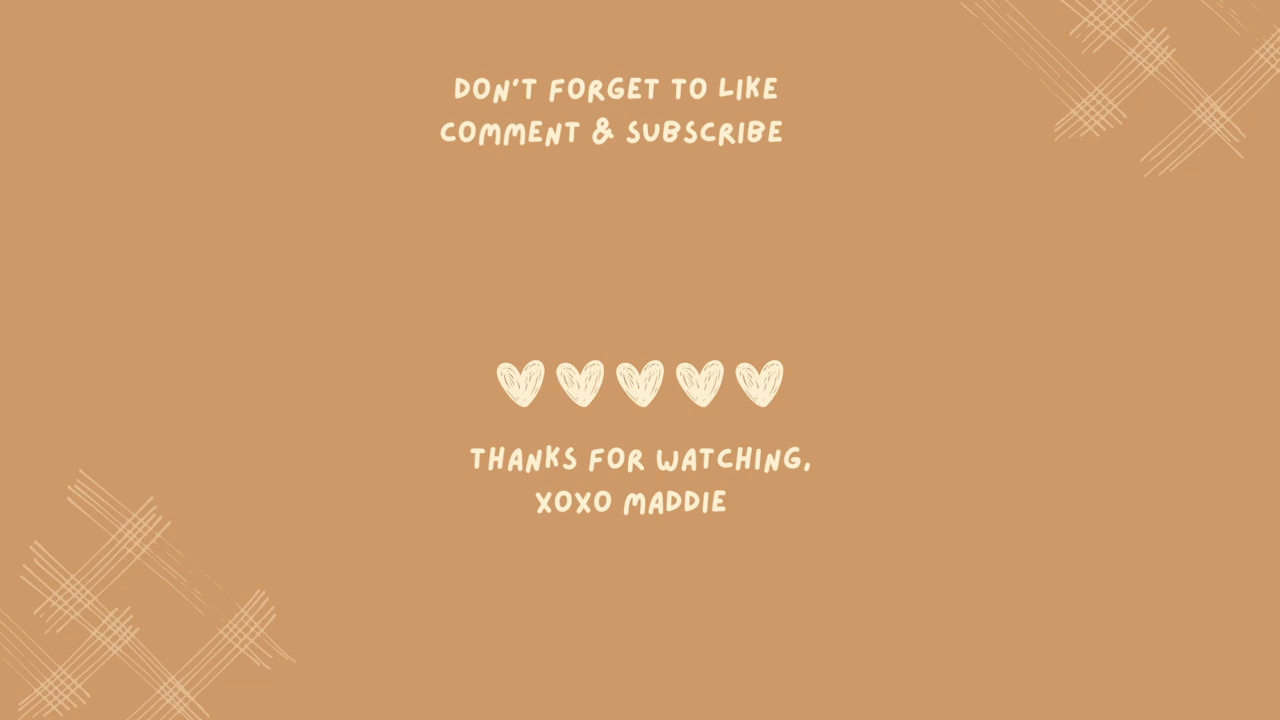 DON'T FORGET TO LIKE
COMMENT & SUBSCRIBE
THANKS FOR WATCHING,
XOXO MADDIE